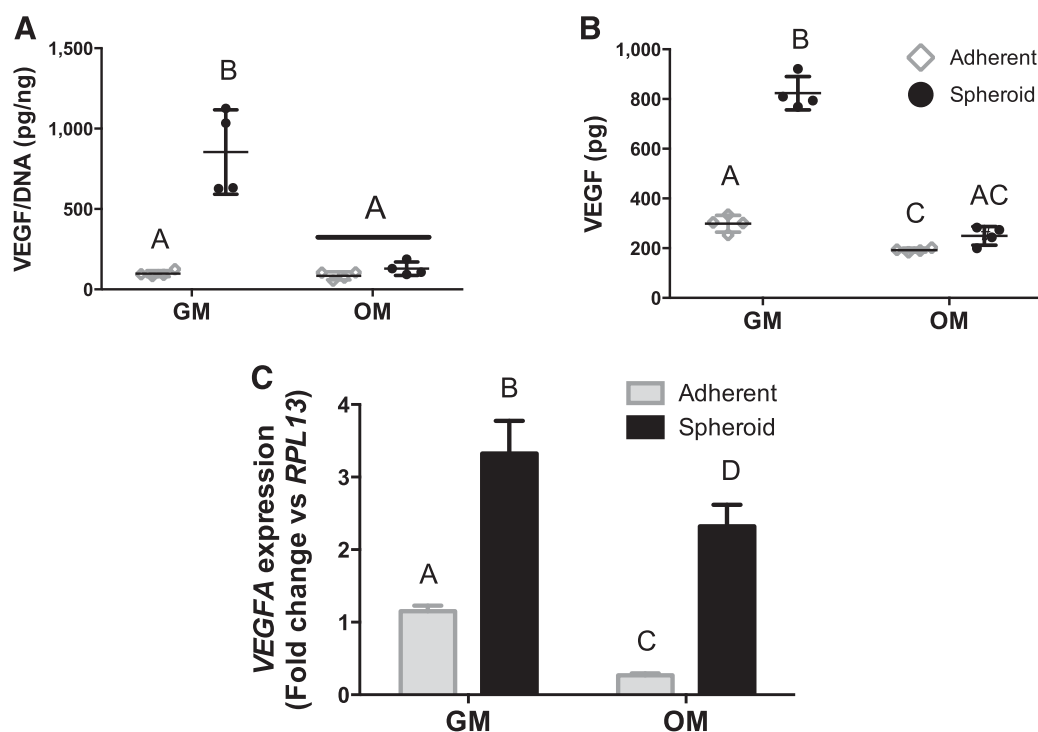 A
VEGF/DNA (pg/ng)
1,500
1,000
500
0
A
B
A
GM
OM
B
VEGF (pg)
1,000
800
600
400
200
0
A
B
C
AC
GM
OM
Adherent
Spheroid
C
VEGFA expression
(Fold change vs RPL13)
4
3
2
1
0
A
B
C
D
GM
OM
Adherent
Spheroid